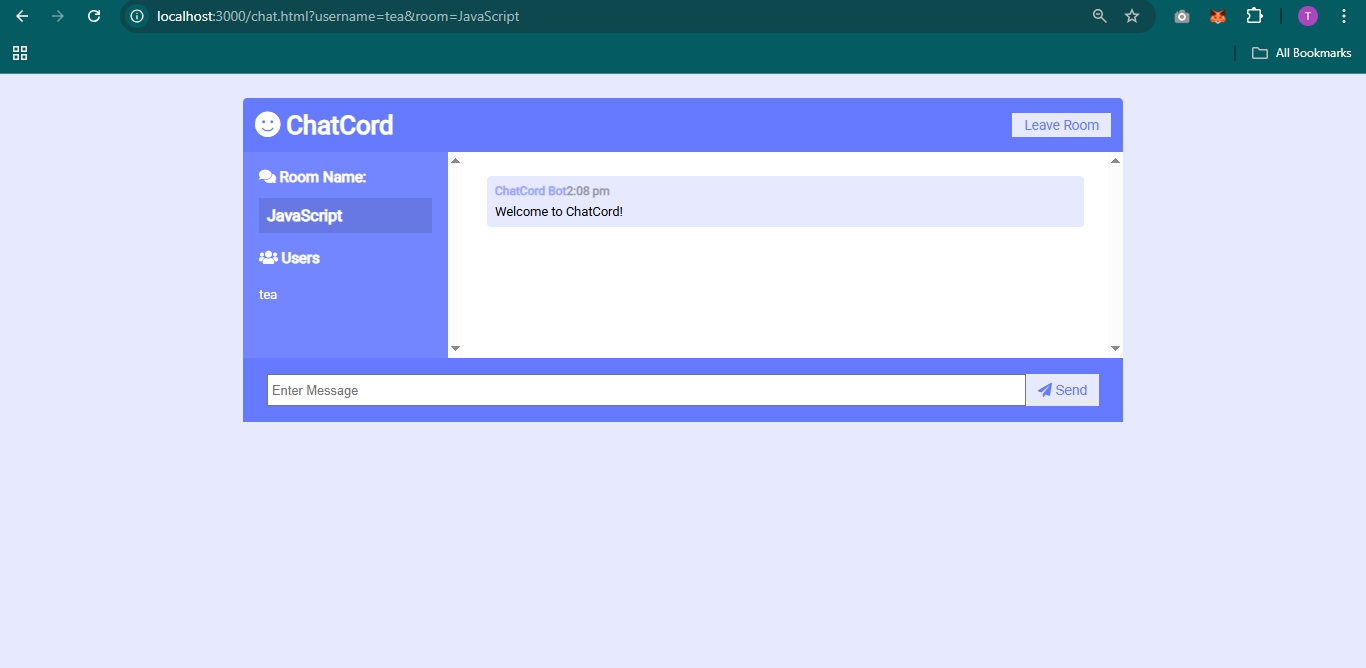 localhost:3000/chat.html?username=tea&room=JavaScript
T
All Bookmarks
ChatCord
Leave Room
Room Name:
JavaScript
Users
tea
ChatCord Bot2:08 pm
Welcome to ChatCord!
Enter Message
Send